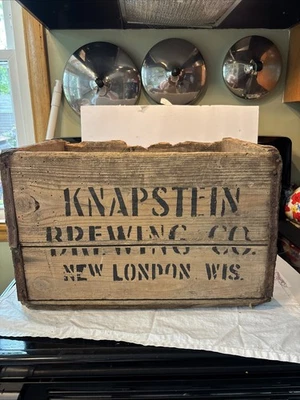 KNAPSTEIN
BREWING CO.
NEW LONDON WIS.